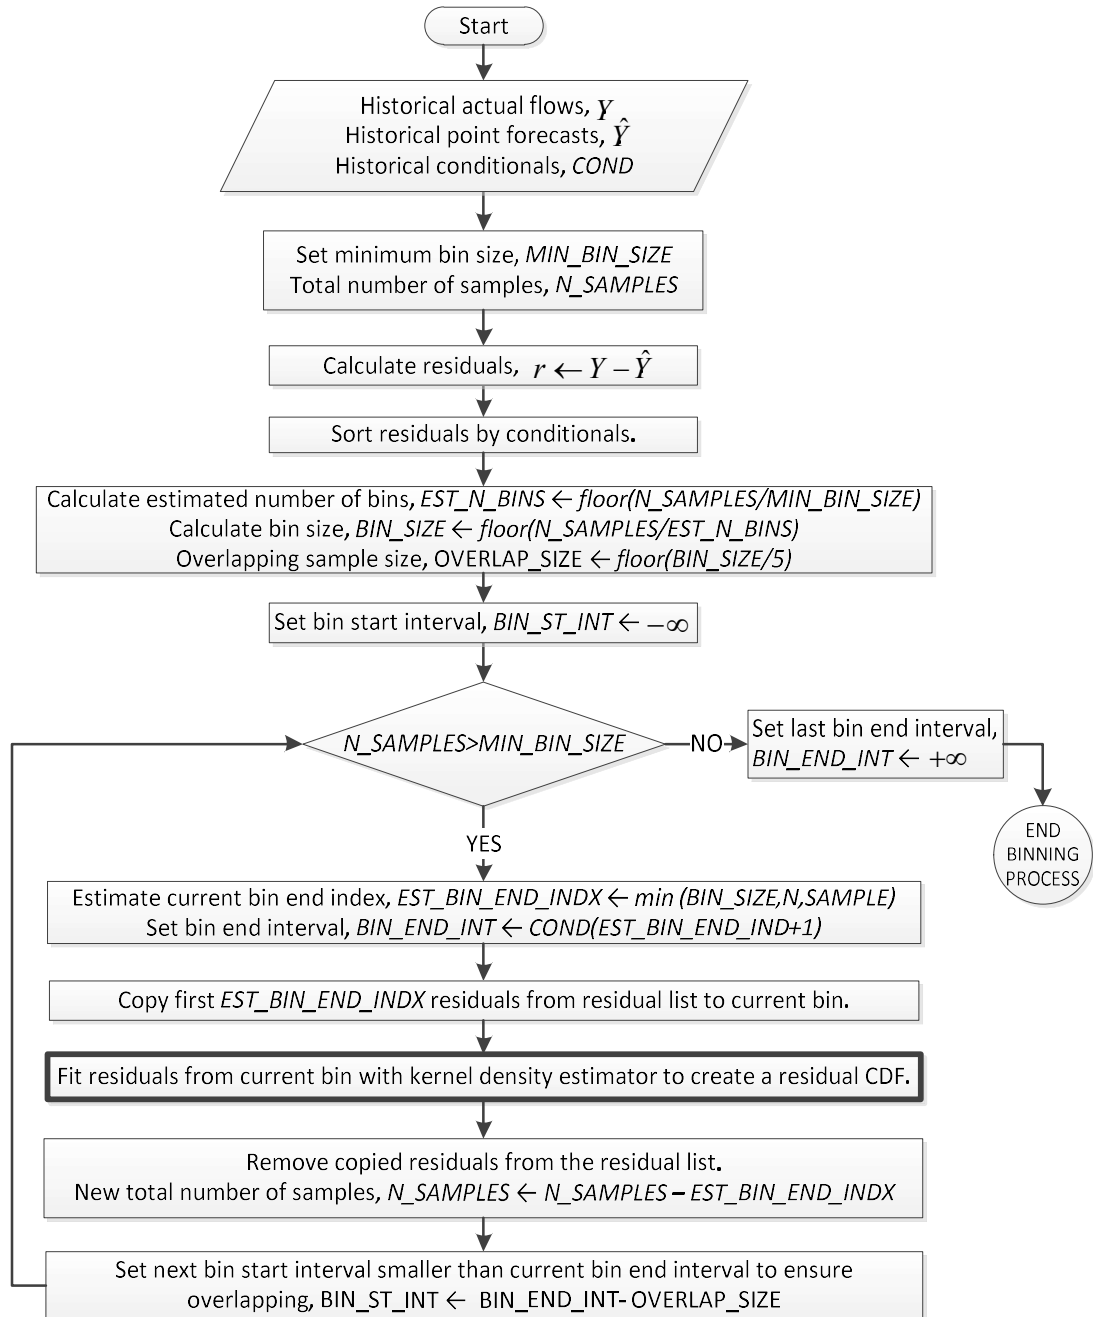 Start
Historical actual flows, Y
Historical point forecasts, Ŷ
Historical conditionals, COND
Set minimum bin size, MIN_BIN_SIZE
Total number of samples, N_SAMPLES
Calculate residuals, r ← Y − Ŷ
Sort residuals by conditionals.
Calculate estimated number of bins, EST_N_BINS ← floor(N_SAMPLES/MIN_BIN_SIZE)
Calculate bin size, BIN_SIZE ← floor(N_SAMPLES/EST_N_BINS)
Overlapping sample size, OVERLAP_SIZE ← floor(BIN_SIZE/5)
Set bin start interval, BIN_ST_INT ← −∞
N_SAMPLES>MIN_BIN_SIZE
NO
Set last bin end interval,
BIN_END_INT ← +∞
END
BINNING
PROCESS
YES
Estimate current bin end index, EST_BIN_END_INDX ← min (BIN_SIZE,N,SAMPLE)
Set bin end interval, BIN_END_INT ← COND(EST_BIN_END_IND+1)
Copy first EST_BIN_END_INDX residuals from residual list to current bin.
Fit residuals from current bin with kernel density estimator to create a residual CDF.
Remove copied residuals from the residual list.
New total number of samples, N_SAMPLES ← N_SAMPLES – EST_BIN_END_INDX
Set next bin start interval smaller than current bin end interval to ensure
overlapping, BIN_ST_INT ← BIN_END_INT- OVERLAP_SIZE